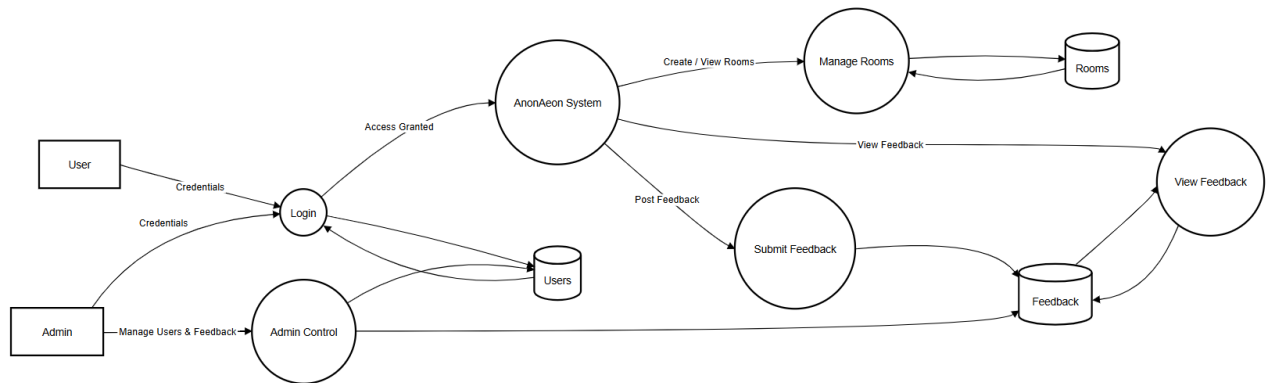 AnonAeon System
Create / View Rooms
Manage Rooms
Rooms
Access Granted
View Feedback
User
Credentials
View Feedback
Post Feedback
Login
Credentials
Submit Feedback
Users
Feedback
Admin
Manage Users & Feedback
Admin Control